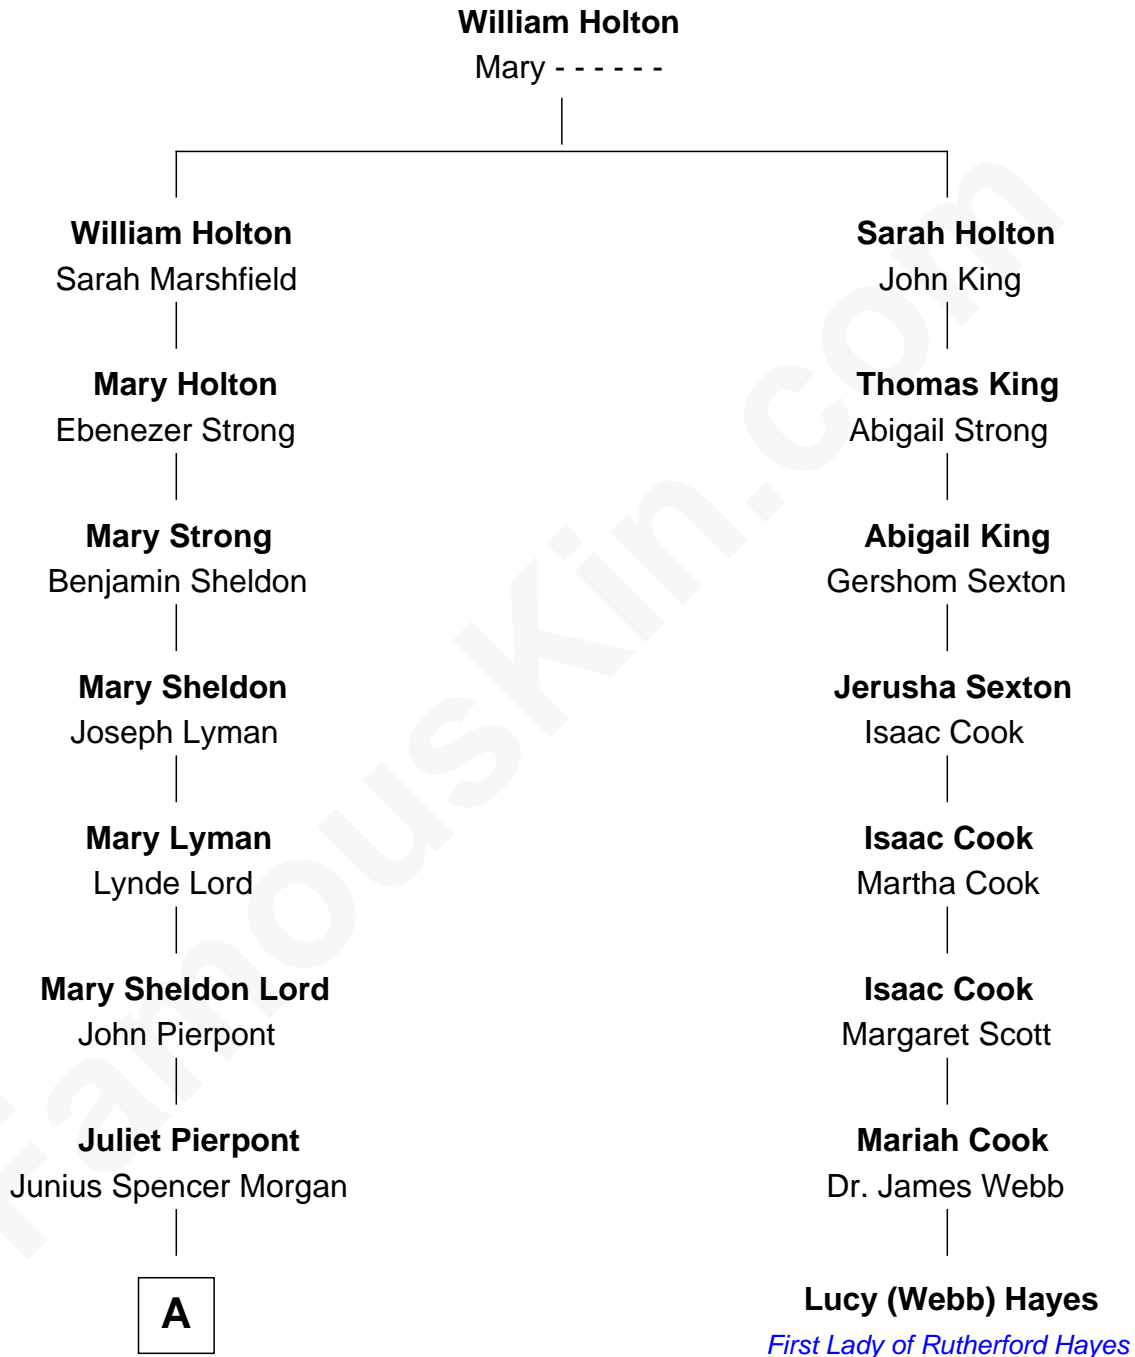 William Holton
Mary - - - - - -
William Holton
Sarah Marshfield
Sarah Holton
John King
Mary Holton
Ebenezer Strong
Thomas King
Abigail Strong
Mary Strong
Benjamin Sheldon
Abigail King
Gershom Sexton
Mary Sheldon
Joseph Lyman
Jerusha Sexton
Isaac Cook
Mary Lyman
Lynde Lord
Isaac Cook
Martha Cook
Mary Sheldon Lord
John Pierpont
Isaac Cook
Margaret Scott
Juliet Pierpont
Junius Spencer Morgan
Mariah Cook
Dr. James Webb
A
Lucy (Webb) Hayes
First Lady of Rutherford Hayes
FamousKin.com